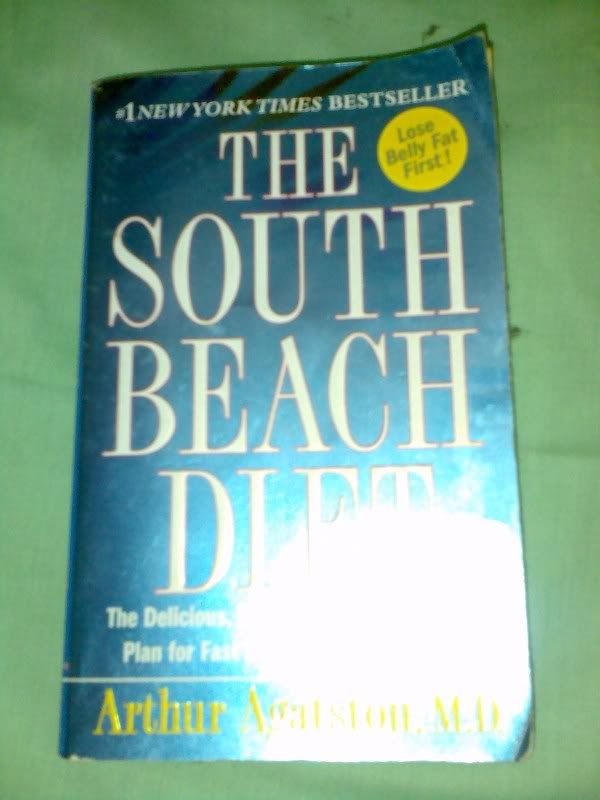 #1 NEW YORK TIMES BESTSELLER
THE
Lose
Belly Fat
First!
SOUTH
BEACH
DIET
The Delicious,
Plan for Fast
Arthur Agatston, M.D.